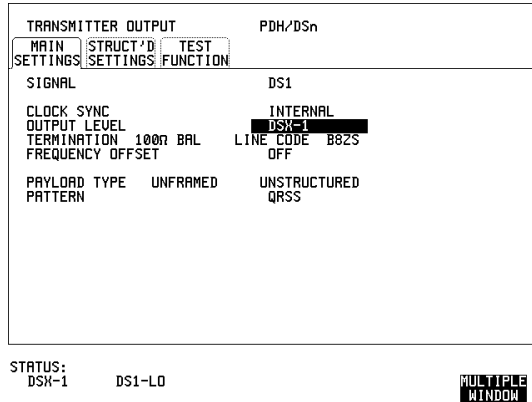 TRANSMITTER OUTPUT PDH/DSn
MAIN SETTINGS STRUCT'D SETTINGS TEST FUNCTION
SIGNAL DS1
CLOCK SYNC INTERNAL
OUTPUT LEVEL DSX-1
TERMINATION 100Ω BAL LINE CODE B8ZS
FREQUENCY OFFSET OFF
PAYLOAD TYPE UNFRAMED UNSTRUCTURED
PATTERN QRSS
STATUS:
DSX-1 DS1-LO
MULTIPLE
WINDOW